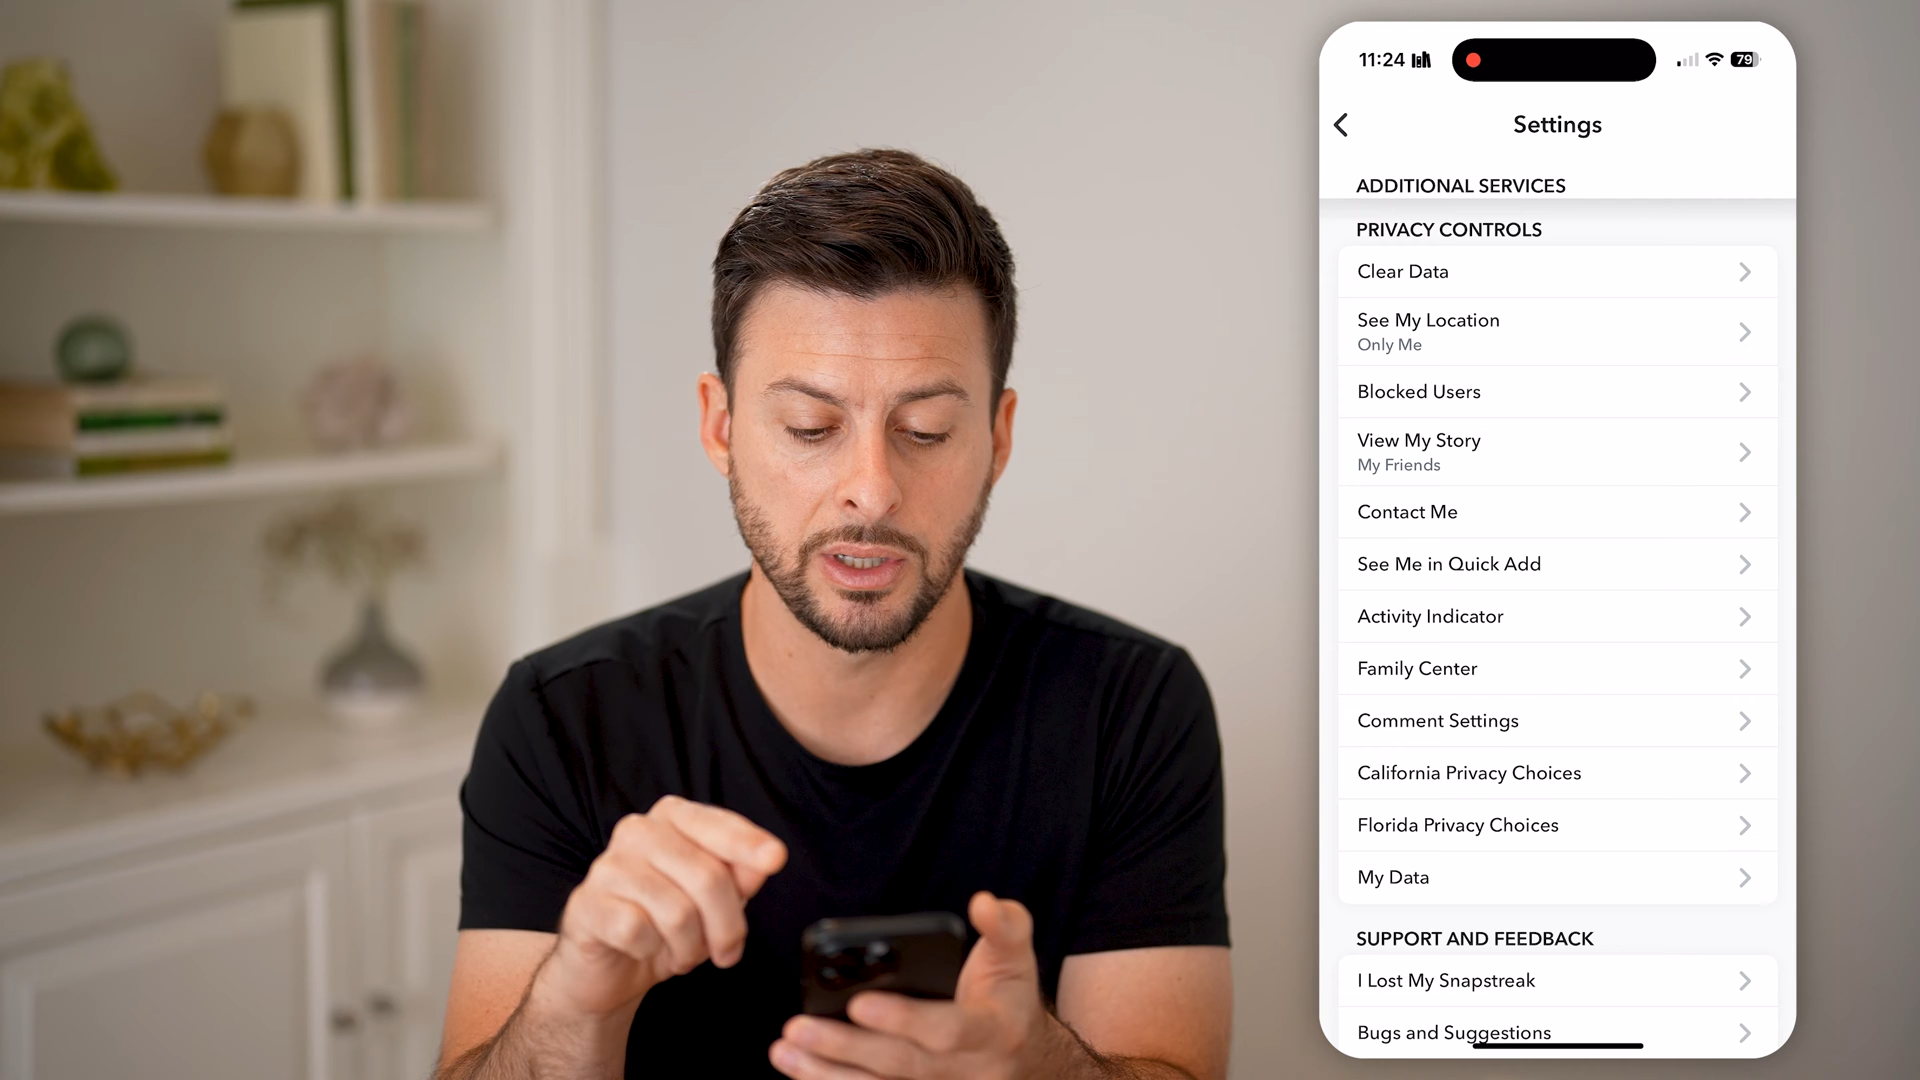 11:24
79
Settings
ADDITIONAL SERVICES
PRIVACY CONTROLS
Clear Data
See My Location
Only Me
Blocked Users
View My Story
My Friends
Contact Me
See Me in Quick Add
Activity Indicator
Family Center
Comment Settings
California Privacy Choices
Florida Privacy Choices
My Data
SUPPORT AND FEEDBACK
I Lost My Snapstreak
Bugs and Suggestions